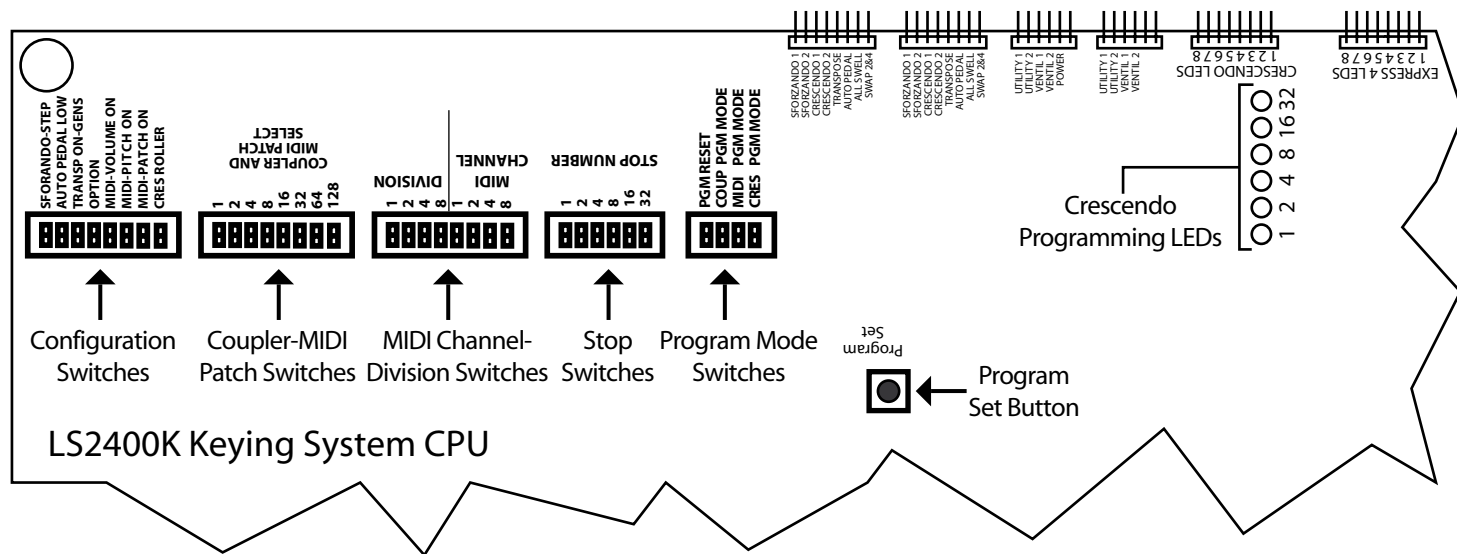 SFORZANDO 1
SFORZANDO 2
CRESCENDO 1
CRESCENDO 2
TRANSPOSE
AUTO PEDAL
ALL SWELL
SWAP 2&4
SFORZANDO 1
SFORZANDO 2
CRESCENDO 1
CRESCENDO 2
TRANSPOSE
AUTO PEDAL
ALL SWELL
SWAP 2&4
UTILITY 1
UTILITY 2
VENTIL 1
VENTIL 2
POWER
UTILITY 1
UTILITY 2
VENTIL 1
VENTIL 2
12345678
CRESCENDO LEDS
12345678
EXPRESS 4 LEDS
SFORANDO-STEP
AUTO PEDAL LOW
TRANSP ON-GENS
OPTION
MIDI-VOLUME ON
MIDI-PITCH ON
MIDI-PATCH ON
CRES ROLLER
COUPLER AND
MIDI PATCH
SELECT
1
2
4
8
16
32
64
128
DIVISION
MIDI
CHANNEL
1
2
4
8
1
2
4
8
STOP NUMBER
1
2
4
8
16
32
PGM RESET
COUP PGM MODE
MIDI PGM MODE
CRES PGM MODE
32
16
8
4
2
1
Crescendo
Programming LEDs
Configuration
Switches
Coupler-MIDI
Patch Switches
MIDI Channel-
Division Switches
Stop
Switches
Program Mode
Switches
Program
Set
Program
Set Button
LS2400K Keying System CPU